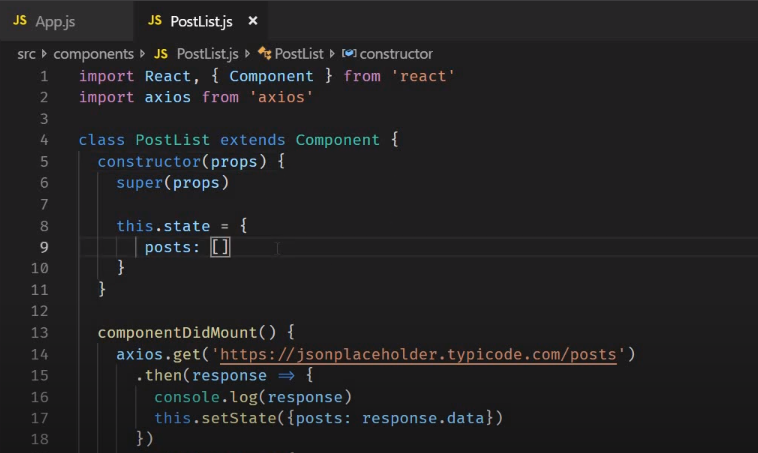 JS App.js JS PostList.js ×
src components JS PostList.js PostList constructor
1 import React, { Component } from 'react'
2 import axios from 'axios'
3
4 class PostList extends Component {
5 constructor(props) {
6 super(props)
7
8 this.state = {
9 posts: []
10 }
11 }
12
13 componentDidMount() {
14 axios.get('https://jsonplaceholder.typicode.com/posts')
15 .then(response => {
16 console.log(response)
17 this.setState({posts: response.data})
18 })